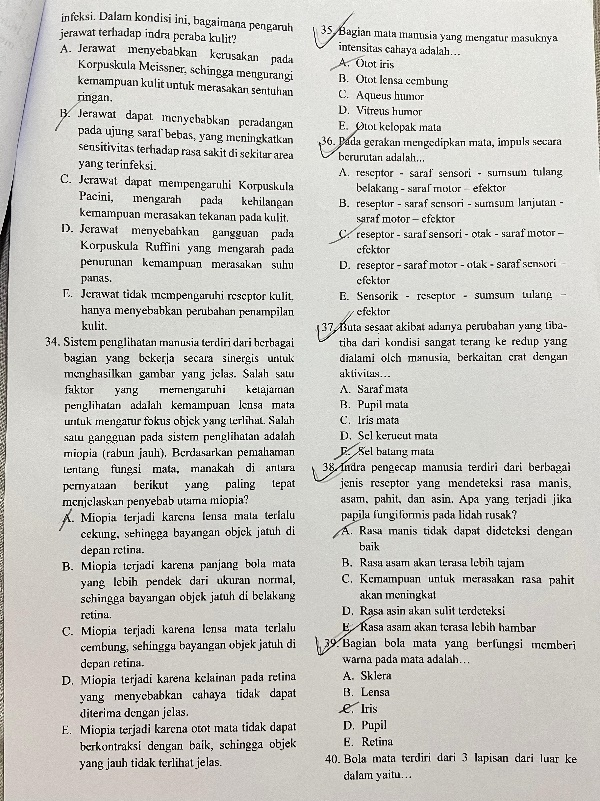 infeksi. Dalam kondisi ini, bagaimana pengaruh
jerawat terhadap indra peraba kulit?
A. Jerawat menyebabkan kerusakan pada
Korpuskula Meissner, sehingga mengurangi
kemampuan kulit untuk merasakan sentuhan
ringan.
B. Jerawat dapat menyebabkan peradangan
pada ujung saraf bebas, yang meningkatkan
sensitivitas terhadap rasa sakit di sekitar area
yang terinfeksi.
C. Jerawat dapat mempengaruhi Korpuskula
Pacini, mengarah pada kehilangan
kemampuan merasakan tekanan pada kulit.
D. Jerawat menyebabkan gangguan pada
Korpuskula Ruffini yang mengarah pada
penurunan kemampuan merasakan suhu
panas.
E. Jerawat tidak mempengaruhi reseptor kulit,
hanya menyebabkan perubahan penampilan
kulit.
34. Sistem penglihatan manusia terdiri dari berbagai
bagian yang bekerja secara sinergis untuk
menghasilkan gambar yang jelas. Salah satu
faktor yang memengaruhi ketajaman
penglihatan adalah kemampuan lensa mata
untuk mengatur fokus objek yang terlihat. Salah
satu gangguan pada sistem penglihatan adalah
miopia (rabun jauh). Berdasarkan pemahaman
tentang fungsi mata, manakah di antara
pernyataan berikut yang paling tepat
menjelaskan penyebab utama miopia?
A. Miopia terjadi karena lensa mata terlalu
cekung, sehingga bayangan objek jatuh di
depan retina.
B. Miopia terjadi karena panjang bola mata
yang lebih pendek dari ukuran normal,
sehingga bayangan objek jatuh di belakang
retina.
C. Miopia terjadi karena lensa mata terlalu
cembung, sehingga bayangan objek jatuh di
depan retina.
D. Miopia terjadi karena kelainan pada retina
yang menyebabkan cahaya tidak dapat
diterima dengan jelas.
E. Miopia terjadi karena otot mata tidak dapat
berkontraksi dengan baik, sehingga objek
yang jauh tidak terlihat jelas.
35. Bagian mata manusia yang mengatur masuknya
intensitas cahaya adalah…
A. Otot iris
B. Otot lensa cembung
C. Aqueus humor
D. Vitreus humor
E. Otot kelopak mata
36. Pada gerakan mengedipkan mata, impuls secara
berurutan adalah...
A. reseptor - saraf sensori - sumsum tulang
belakang - saraf motor – efektor
B. reseptor - saraf sensori - sumsum lanjutan -
saraf motor – efektor
C. reseptor - saraf sensori - otak - saraf motor –
efektor
D. reseptor - saraf motor - otak - saraf sensori –
efektor
E. Sensorik - reseptor - sumsum tulang –
efektor
37. Buta sesaat akibat adanya perubahan yang tiba-
tiba dari kondisi sangat terang ke redup yang
dialami oleh manusia, berkaitan erat dengan
aktivitas…
A. Saraf mata
B. Pupil mata
C. Iris mata
D. Sel kerucut mata
E. Sel batang mata
38. Indra pengecap manusia terdiri dari berbagai
jenis reseptor yang mendeteksi rasa manis,
asam, pahit, dan asin. Apa yang terjadi jika
papila fungiformis pada lidah rusak?
A. Rasa manis tidak dapat dideteksi dengan
baik
B. Rasa asam akan terasa lebih tajam
C. Kemampuan untuk merasakan rasa pahit
akan meningkat
D. Rasa asin akan sulit terdeteksi
E. Rasa asam akan terasa lebih hambar
39. Bagian bola mata yang berfungsi memberi
warna pada mata adalah…
A. Sklera
B. Lensa
C. Iris
D. Pupil
E. Retina
40. Bola mata terdiri dari 3 lapisan dari luar ke
dalam yaitu…